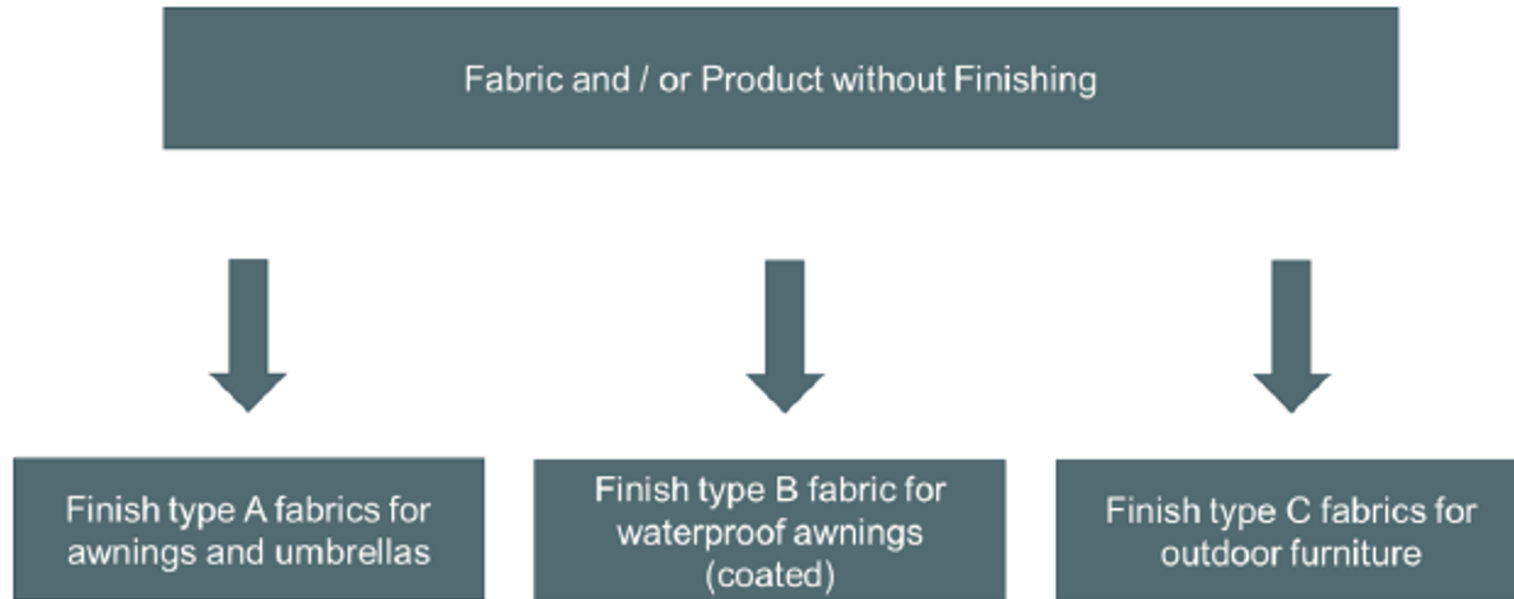 Fabric and / or Product without Finishing
Finish type A fabrics for
awnings and umbrellas
Finish type B fabric for
waterproof awnings
(coated)
Finish type C fabrics for
outdoor furniture